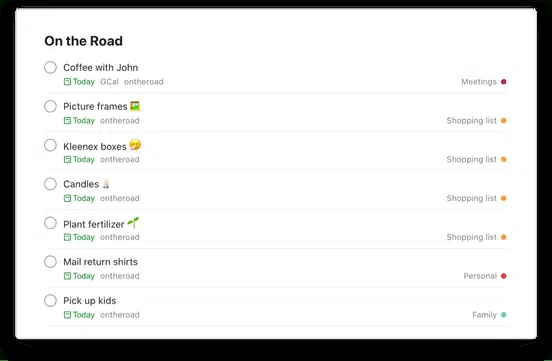 On the Road
Coffee with John
Today GCal ontheroad Meetings
Picture frames 🖼️
Today ontheroad Shopping list
Kleenex boxes 🤧
Today ontheroad Shopping list
Candles 🕯️
Today ontheroad Shopping list
Plant fertilizer 🌱
Today ontheroad Shopping list
Mail return shirts
Today ontheroad Personal
Pick up kids
Today ontheroad Family